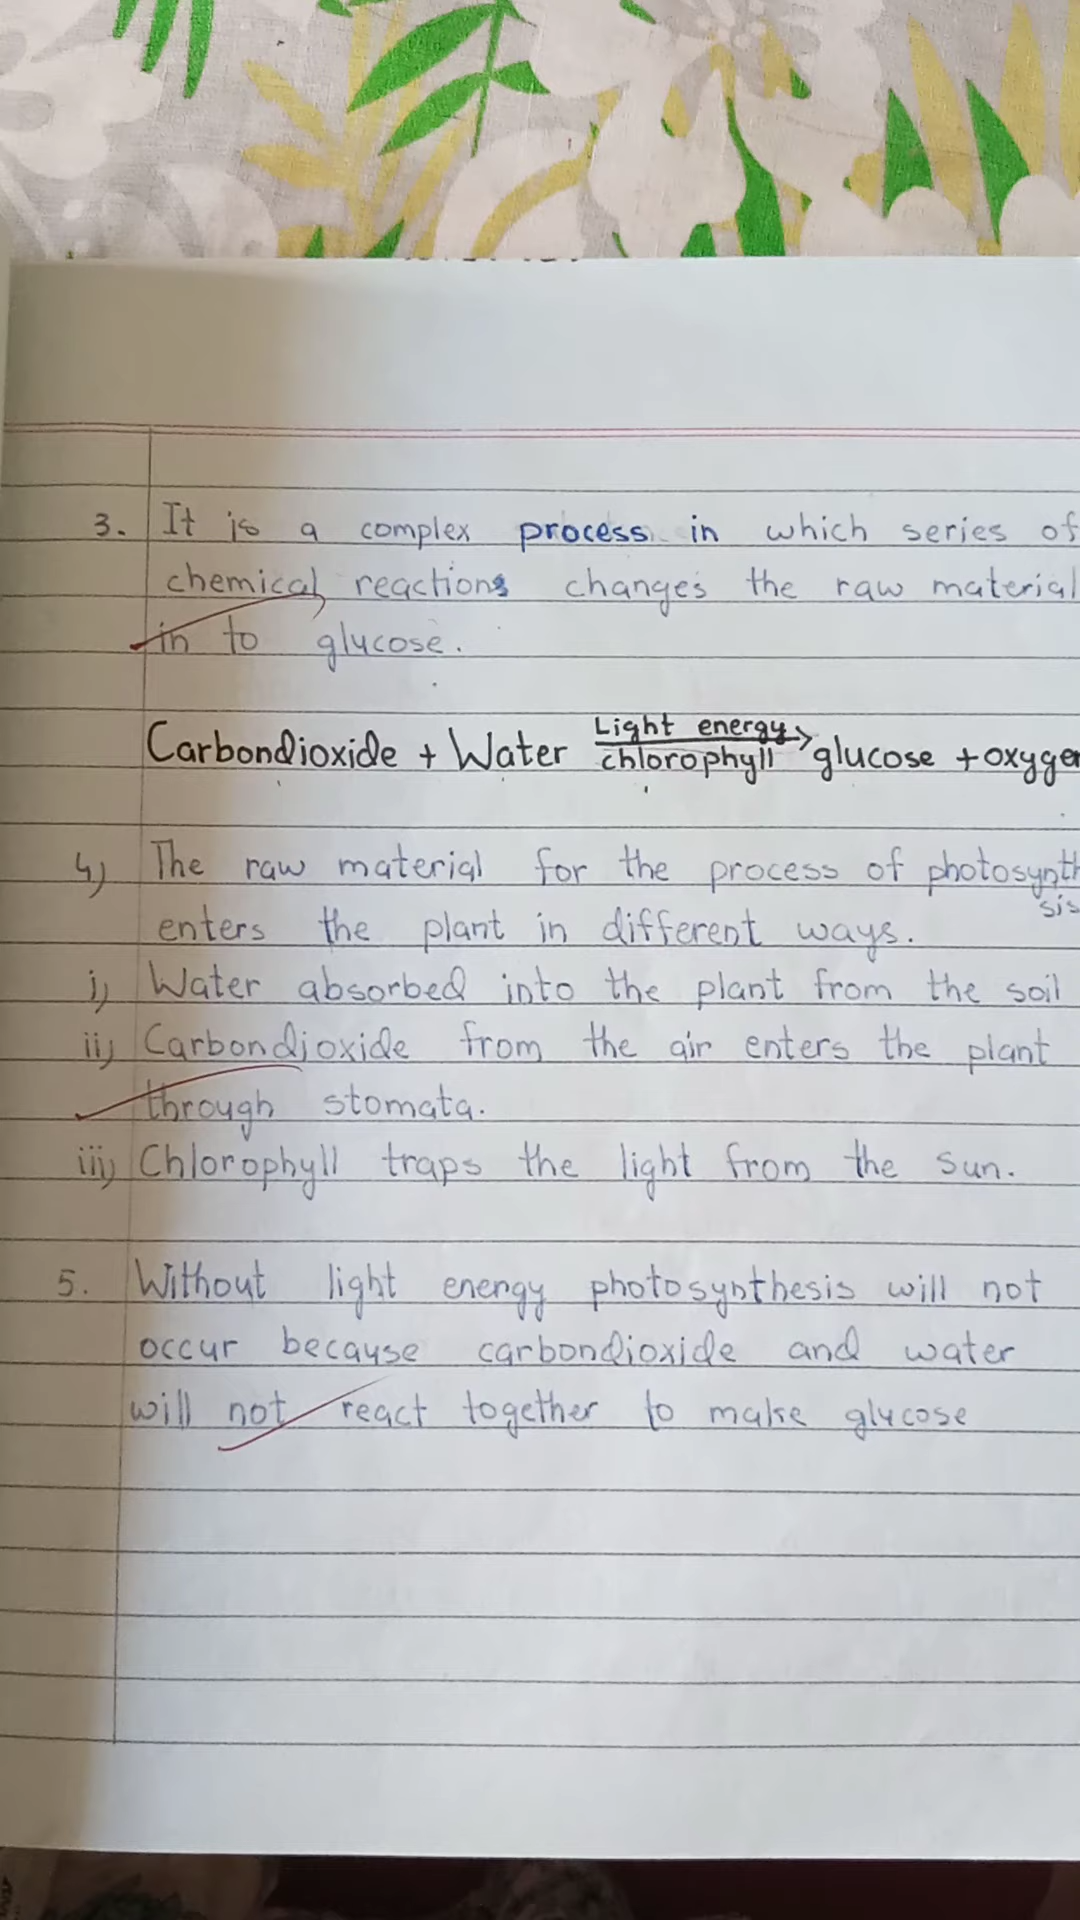 3. It is a complex process in which series of
chemical reactions changes the raw material
in to glucose.
Light energy
Carbondioxide + Water → glucose + oxygen
chlorophyll
4) The raw material for the process of photosynth
sis
enters the plant in different ways.
i) Water absorbed into the plant from the soil
ii) Carbondioxide from the air enters the plant
through stomata.
iii) Chlorophyll traps the light from the sun.
5. Without light energy photosynthesis will not
occur because carbondioxide and water
will not react together to make glucose